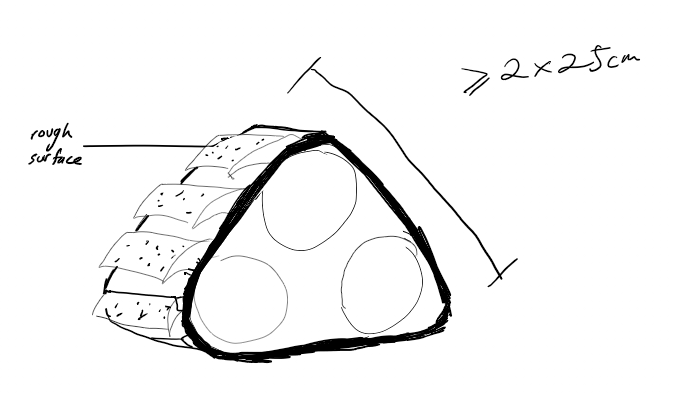 ≥ 2 × 25cm
rough
surface